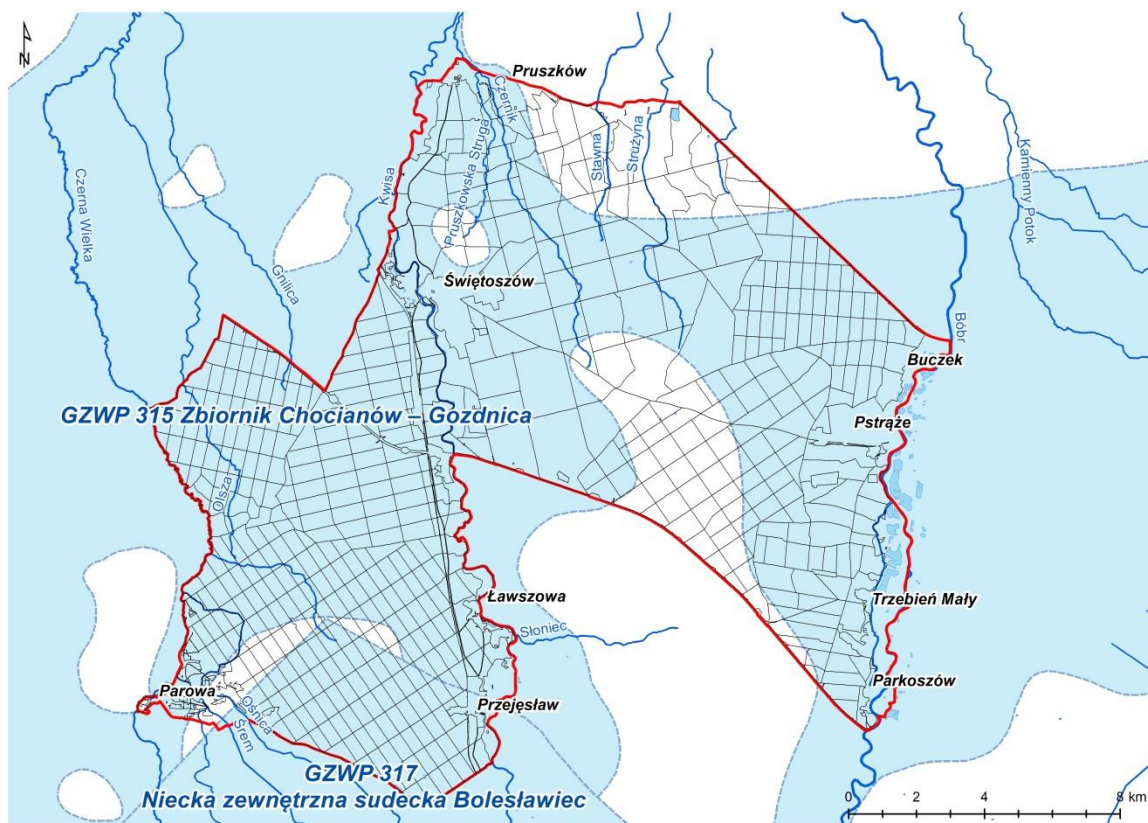 N
Pruszków
Czernik
Sławna
Strużyna
Kamienny Potok
Czerna Wielka
Kwisa
Pruszkowska Struga
Gnilica
Świętoszów
Bóbr
Buczek
GZWP 315 Zbiornik Chocianów – Gozdnica
Pstrąże
Olsza
Ławszowa
Trzebień Mały
Słoniec
Parowa
Ośnica
Śrem
Przejęsław
Parkoszów
GZWP 317
Niecka zewnętrzna sudecka Bolesławiec
0 2 4 8 km